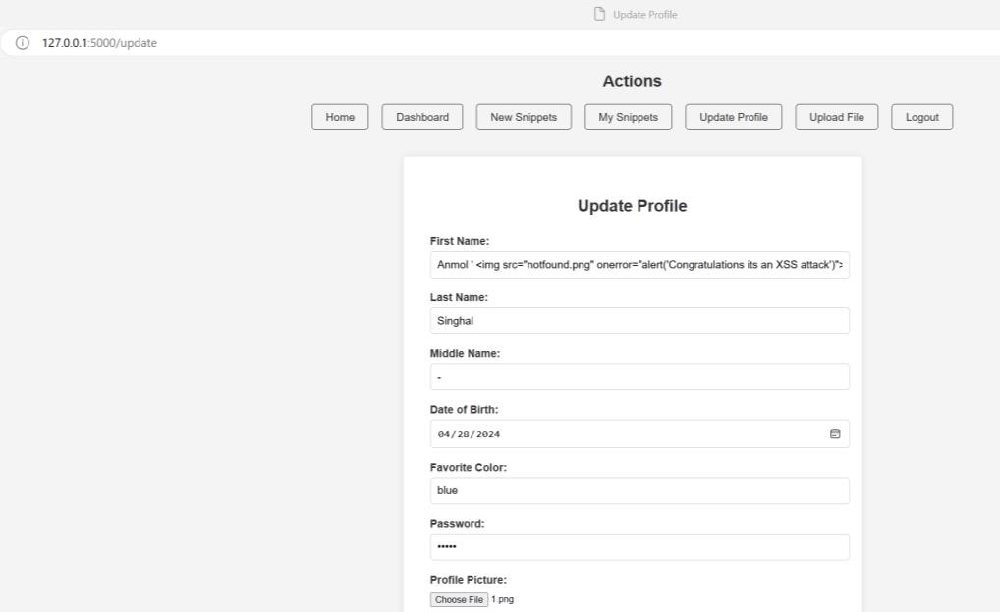 Update Profile
127.0.0.1:5000/update
Actions
Home Dashboard New Snippets My Snippets Update Profile Upload File Logout
Update Profile
First Name:
Anmol ' <img src="notfound.png" onerror="alert('Congratulations its an XSS attack')">
Last Name:
Singhal
Middle Name:
-
Date of Birth:
04/28/2024
Favorite Color:
blue
Password:
•••••
Profile Picture:
Choose File 1.png